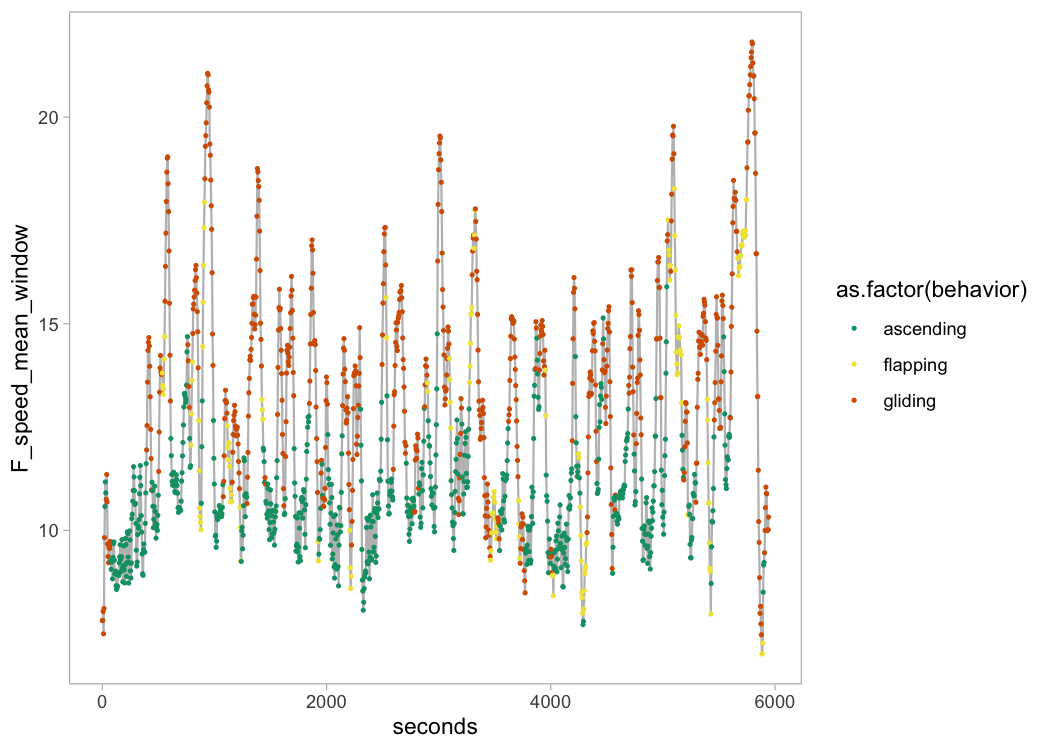 F_speed_mean_window
20
15
10
0
2000
4000
6000
seconds
as.factor(behavior)
ascending
flapping
gliding